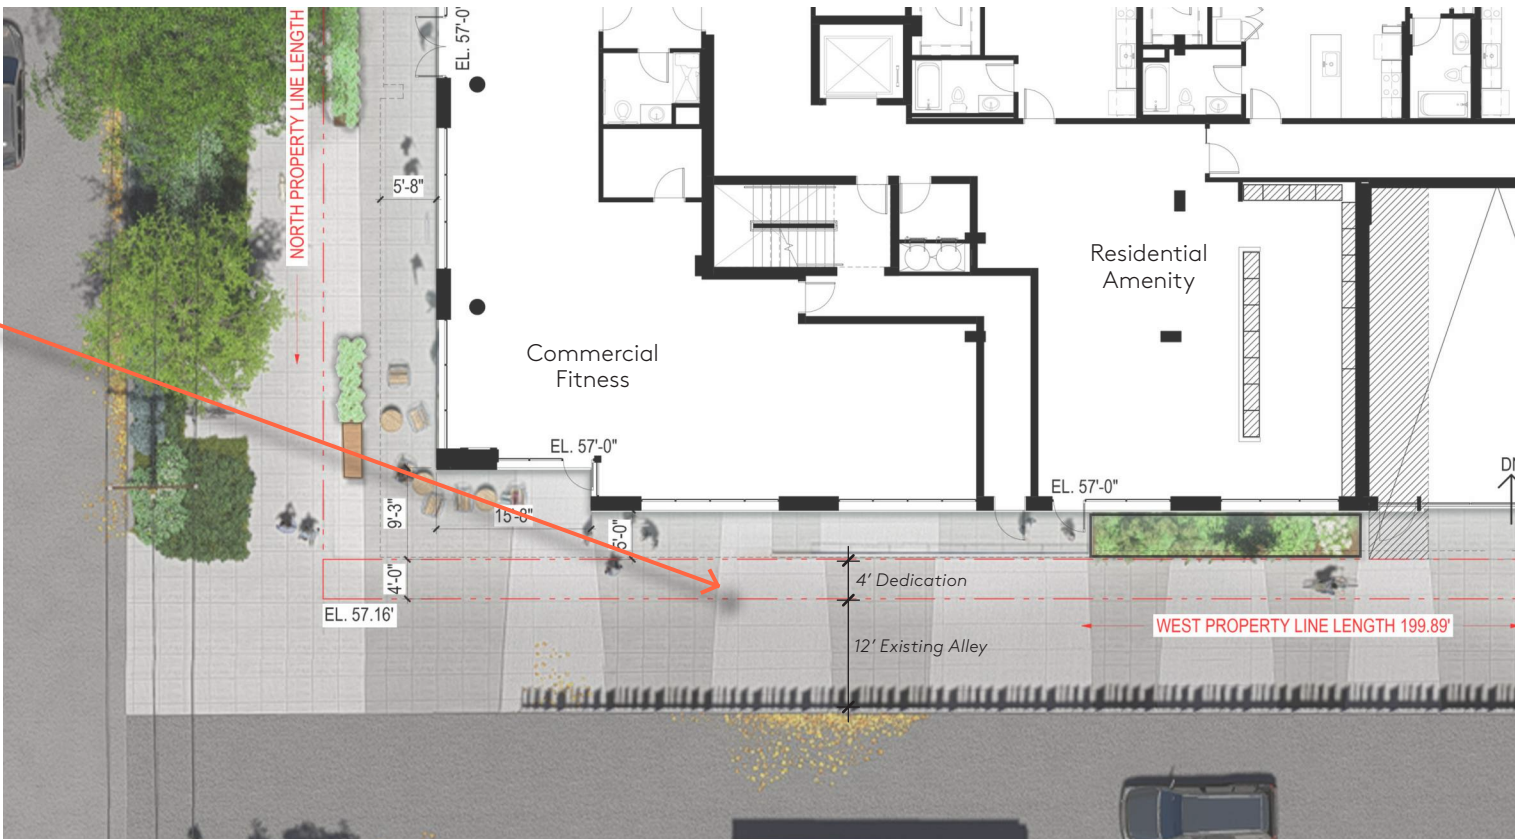 NORTH PROPERTY LINE LENGTH
EL. 57'-0"
5'-8"
Residential
Amenity
Commercial
Fitness
EL. 57'-0"
EL. 57'-0"
9'-3"
15'-8"
5'-0"
4'-0"
4' Dedication
EL. 57.16'
WEST PROPERTY LINE LENGTH 199.89'
12' Existing Alley